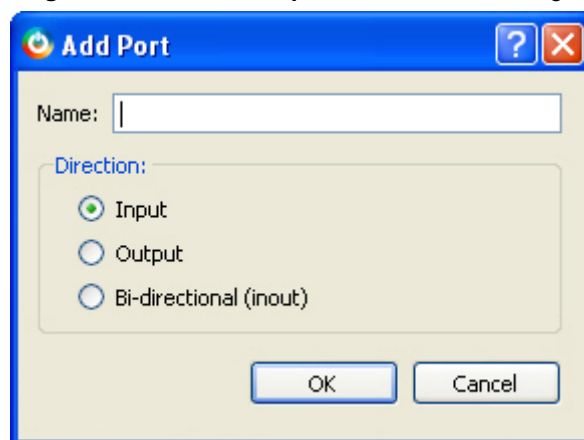 Add Port
?
Name:
Direction:
Input
Output
Bi-directional (inout)
OK
Cancel